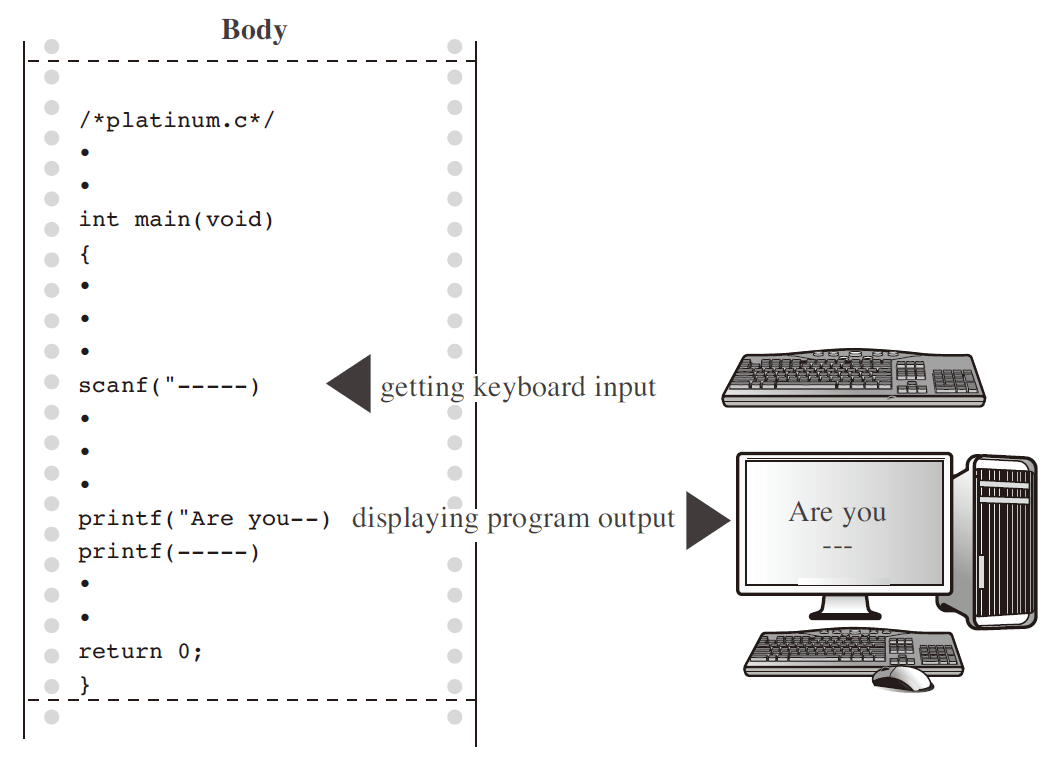 Body
/*platinum.c*/
•
•
int main(void)
{
•
•
•
scanf("-----)
getting keyboard input
•
•
•
printf("Are you--)
displaying program output
Are you
---
printf(-----)
•
•
return 0;
}